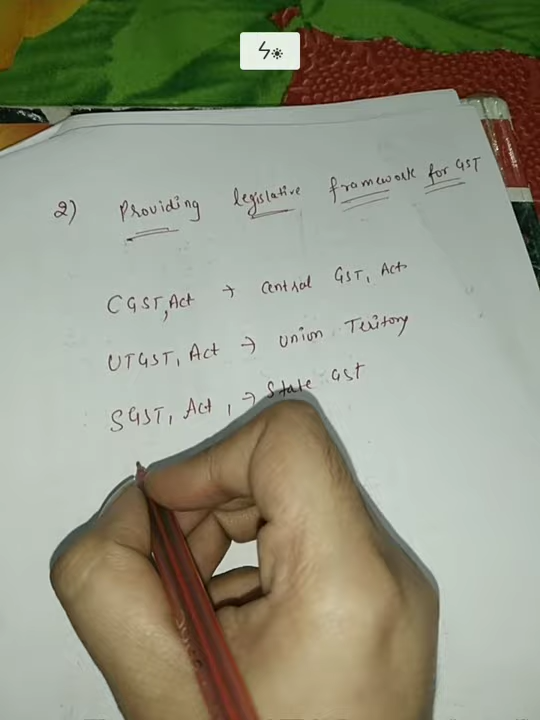 2) Providing legislative framework for GST
CGST, Act → Central GST, Act
UTGST, Act → Union Teritory
SGST, Act, → State GST